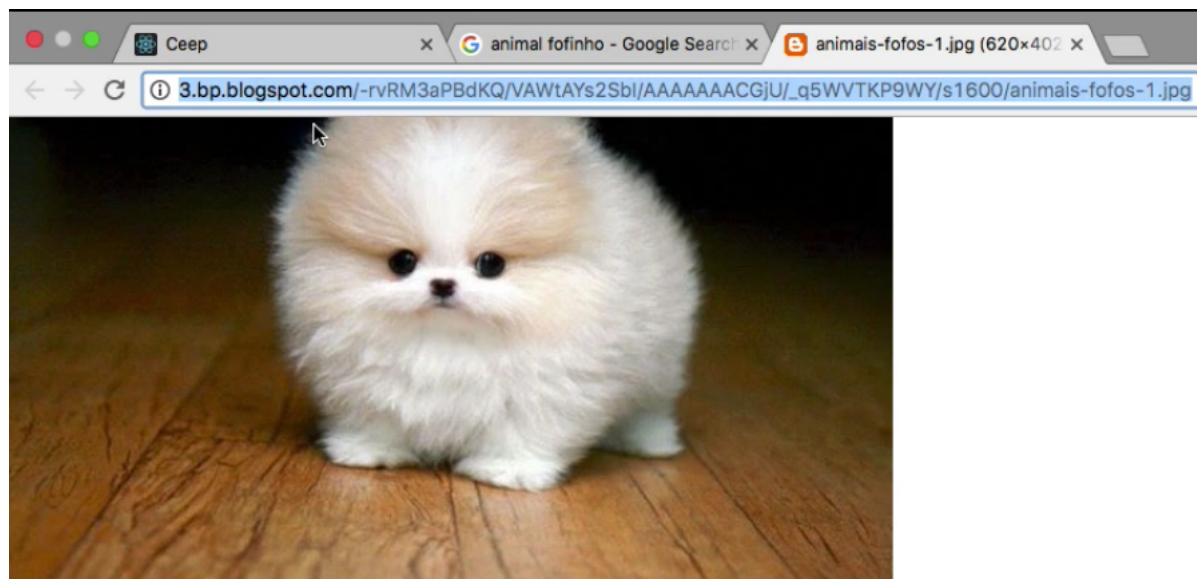 Ceep
animal fofinho - Google Search
animais-fofos-1.jpg (620×402
3.bp.blogspot.com/-rvRM3aPBdKQ/VAWtAYs2SbI/AAAAAAACGjU/_q5WVTKP9WY/s1600/animais-fofos-1.jpg